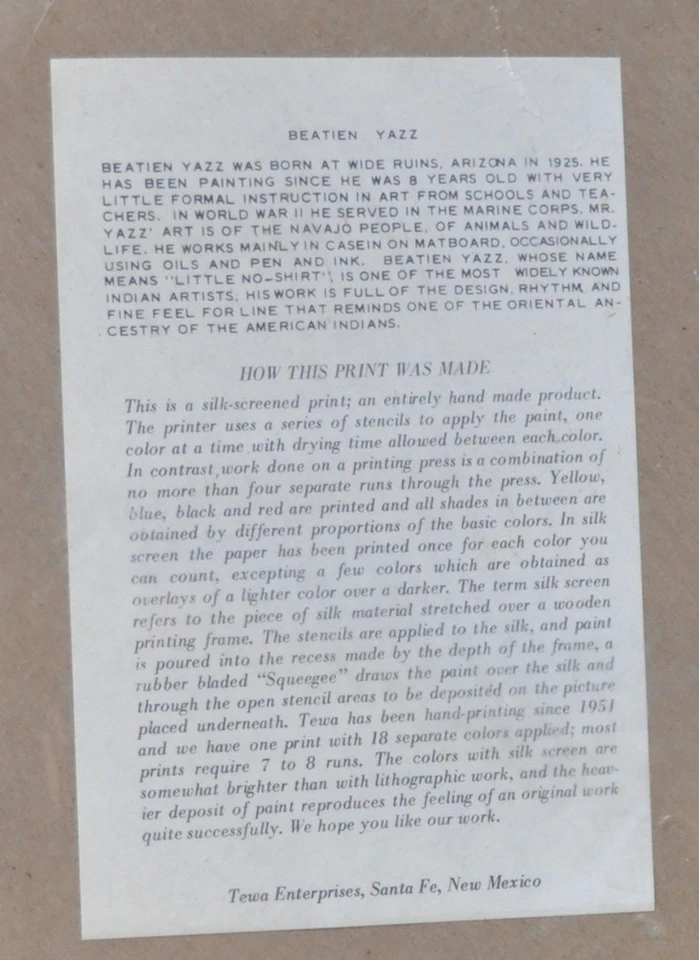 BEATIEN YAZZ
BEATIEN YAZZ WAS BORN AT WIDE RUINS, ARIZONA IN 1925. HE
HAS BEEN PAINTING SINCE HE WAS 8 YEARS OLD WITH VERY
LITTLE FORMAL INSTRUCTION IN ART FROM SCHOOLS AND TEA-
CHERS. IN WORLD WAR II HE SERVED IN THE MARINE CORPS. MR.
YAZZ' ART IS OF THE NAVAJO PEOPLE, OF ANIMALS AND WILD-
LIFE. HE WORKS MAINLY IN CASEIN ON MATBOARD, OCCASIONALLY
USING OILS AND PEN AND INK. BEATIEN YAZZ, WHOSE NAME
MEANS "LITTLE NO-SHIRT", IS ONE OF THE MOST WIDELY KNOWN
INDIAN ARTISTS; HIS WORK IS FULL OF THE DESIGN, RHYTHM, AND
FINE FEEL FOR LINE THAT REMINDS ONE OF THE ORIENTAL AN-
CESTRY OF THE AMERICAN INDIANS.
HOW THIS PRINT WAS MADE
This is a silk-screened print; an entirely hand made product.
The printer uses a series of stencils to apply the paint, one
color at a time, with drying time allowed between each color.
In contrast, work done on a printing press is a combination of
no more than four separate runs through the press. Yellow,
blue, black and red are printed and all shades in between are
obtained by different proportions of the basic colors. In silk
screen the paper has been printed once for each color you
can count, excepting a few colors which are obtained as
overlays of a lighter color over a darker. The term silk screen
refers to the piece of silk material stretched over a wooden
printing frame. The stencils are applied to the silk, and paint
is poured into the recess made by the depth of the frame, a
rubber bladed "Squeegee" draws the paint over the silk and
through the open stencil areas to be deposited on the picture
placed underneath. Tewa has been hand-printing since 1951
and we have one print with 18 separate colors applied; most
prints require 7 to 8 runs. The colors with silk screen are
somewhat brighter than with lithographic work, and the heav-
ier deposit of paint reproduces the feeling of an original work
quite successfully. We hope you like our work.
Tewa Enterprises, Santa Fe, New Mexico